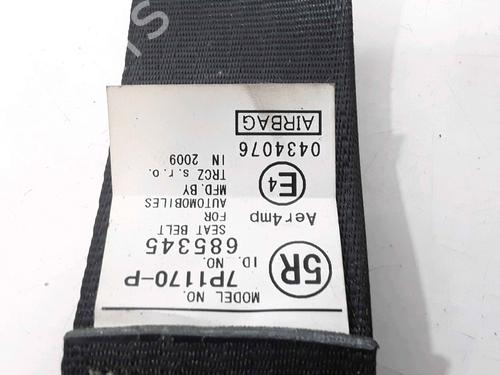 MODEL NO.
7P1170-P
5R
ID. NO.
685345
SEAT BELT
FOR
AUTOMOBILES
MFD. BY
TRCZ s.r.o.
IN 2009
Aer4mp
E4
0434076
AIRBAG